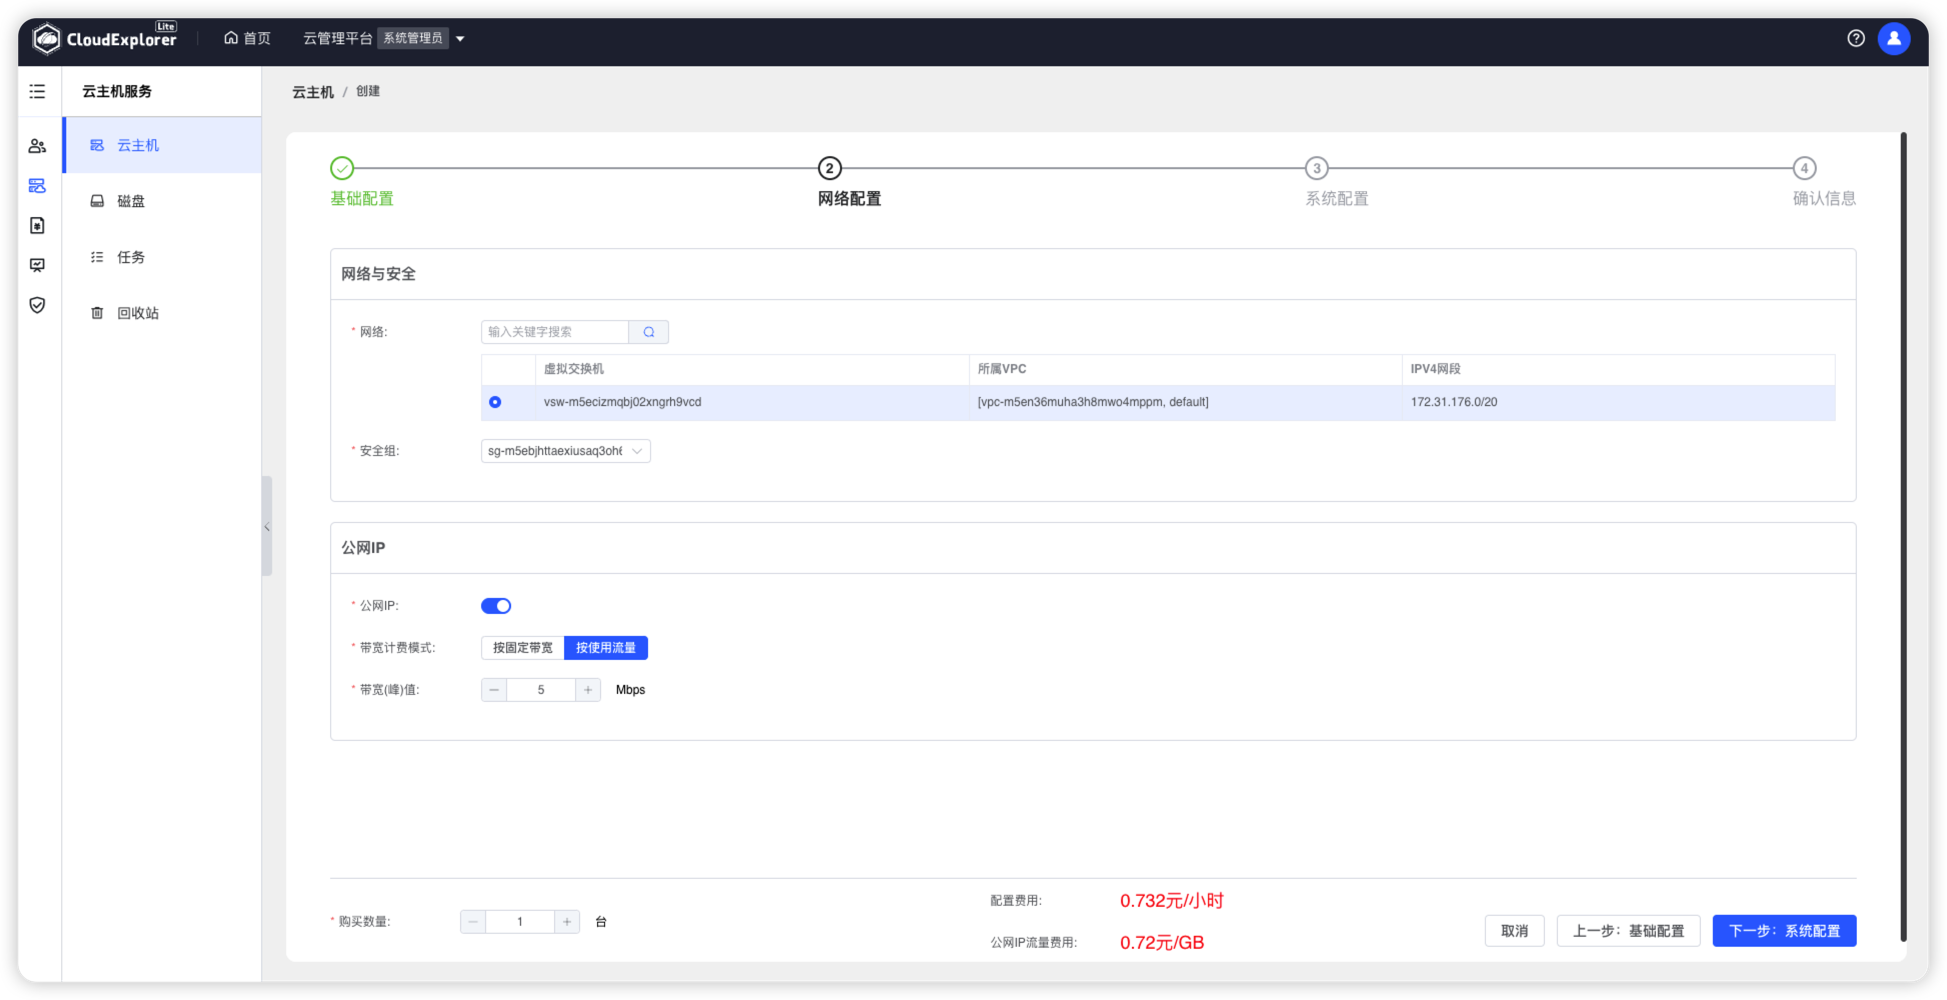 CloudExplorer Lite
首页
云管理平台 系统管理员
云主机服务
云主机
磁盘
任务
回收站
云主机 / 创建
2
3
4
基础配置
网络配置
系统配置
确认信息
网络与安全
* 网络:
输入关键字搜索
虚拟交换机
所属VPC
IPV4网段
vsw-m5ecizmqbj02xngrh9vcd
[vpc-m5en36muha3h8mwo4mppm, default]
172.31.176.0/20
* 安全组:
sg-m5ebjhttaexiusaq3oh6
公网IP
* 公网IP:
* 带宽计费模式:
按固定带宽
按使用流量
* 带宽(峰)值:
− 5 + Mbps
* 购买数量:
− 1 + 台
配置费用:
0.732元/小时
公网IP流量费用:
0.72元/GB
取消
上一步：基础配置
下一步：系统配置